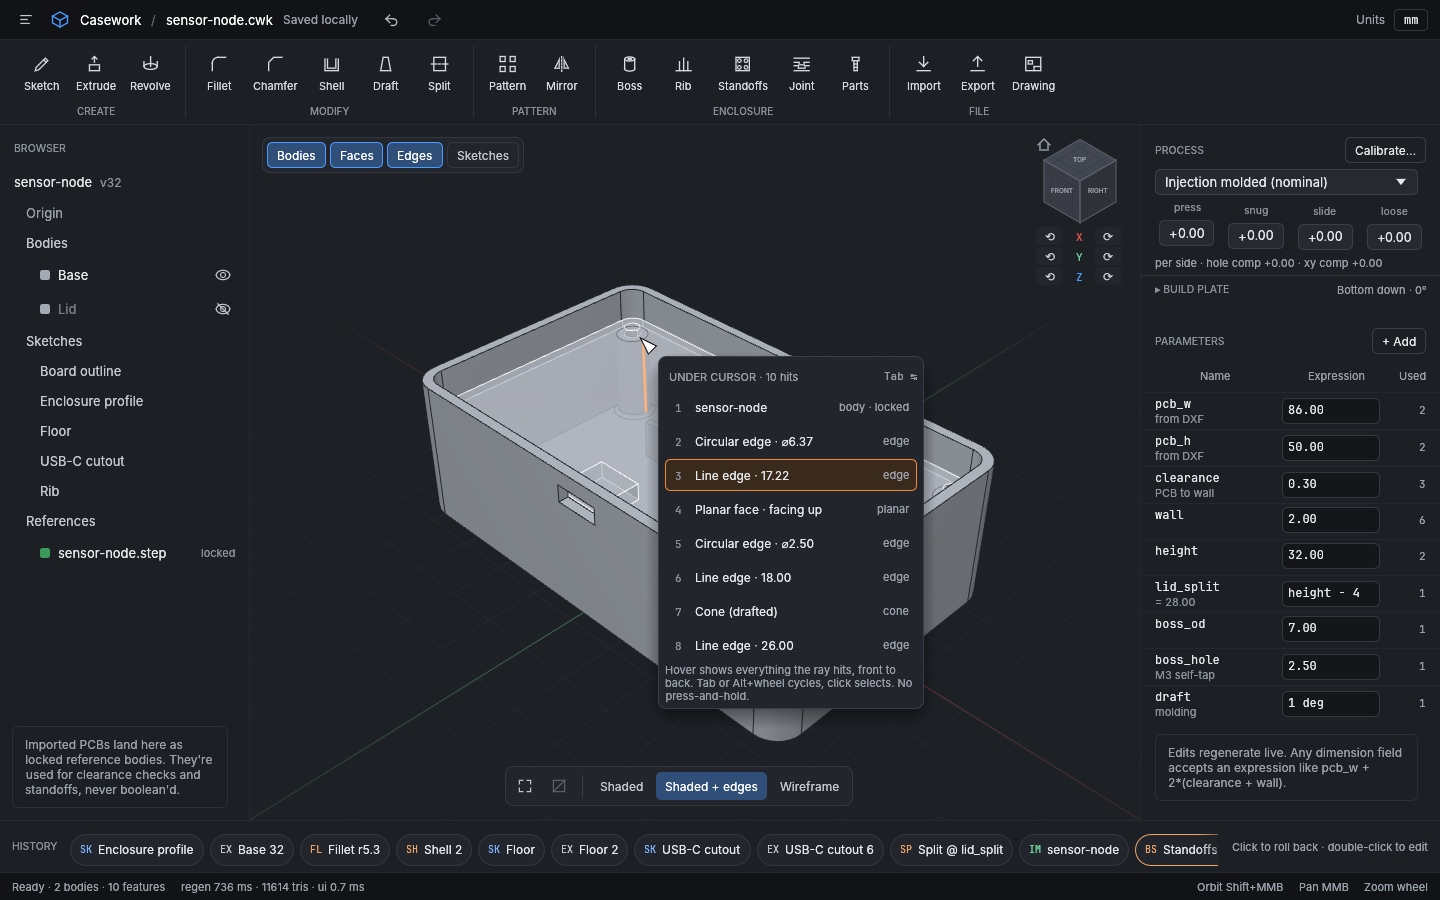 Casework / sensor-node.cwk Saved locally
Units mm
Sketch Extrude Revolve Fillet Chamfer Shell Draft Split Pattern Mirror Boss Rib Standoffs Joint Parts Import Export Drawing
CREATE MODIFY PATTERN ENCLOSURE FILE
BROWSER
sensor-node v32
Origin
Bodies
Base
Lid
Sketches
Board outline
Enclosure profile
Floor
USB-C cutout
Rib
References
sensor-node.step locked
Imported PCBs land here as
locked reference bodies. They're
used for clearance checks and
standoffs, never boolean'd.
Bodies Faces Edges Sketches
TOP
FRONT RIGHT
⟲ X ⟳
⟲ Y ⟳
⟲ Z ⟳
UNDER CURSOR · 10 hits Tab ⇆
1 sensor-node body · locked
2 Circular edge · ⌀6.37 edge
3 Line edge · 17.22 edge
4 Planar face · facing up planar
5 Circular edge · ⌀2.50 edge
6 Line edge · 18.00 edge
7 Cone (drafted) cone
8 Line edge · 26.00 edge
Hover shows everything the ray hits, front to
back. Tab or Alt+wheel cycles, click selects. No
press-and-hold.
Shaded Shaded + edges Wireframe
PROCESS Calibrate...
Injection molded (nominal)
press snug slide loose
+0.00 +0.00 +0.00 +0.00
per side · hole comp +0.00 · xy comp +0.00
▸ BUILD PLATE Bottom down · 0°
PARAMETERS + Add
Name Expression Used
pcb_w 86.00 2
from DXF
pcb_h 50.00 2
from DXF
clearance 0.30 3
PCB to wall
wall 2.00 6
height 32.00 2
lid_split height - 4 1
= 28.00
boss_od 7.00 1
boss_hole 2.50 1
M3 self-tap
draft 1 deg 1
molding
Edits regenerate live. Any dimension field
accepts an expression like pcb_w +
2*(clearance + wall).
HISTORY SK Enclosure profile EX Base 32 FL Fillet r5.3 SH Shell 2 SK Floor EX Floor 2 SK USB-C cutout EX USB-C cutout 6 SP Split @ lid_split IM sensor-node BS Standoffs Click to roll back · double-click to edit
Ready · 2 bodies · 10 features regen 736 ms · 11614 tris · ui 0.7 ms
Orbit Shift+MMB Pan MMB Zoom wheel